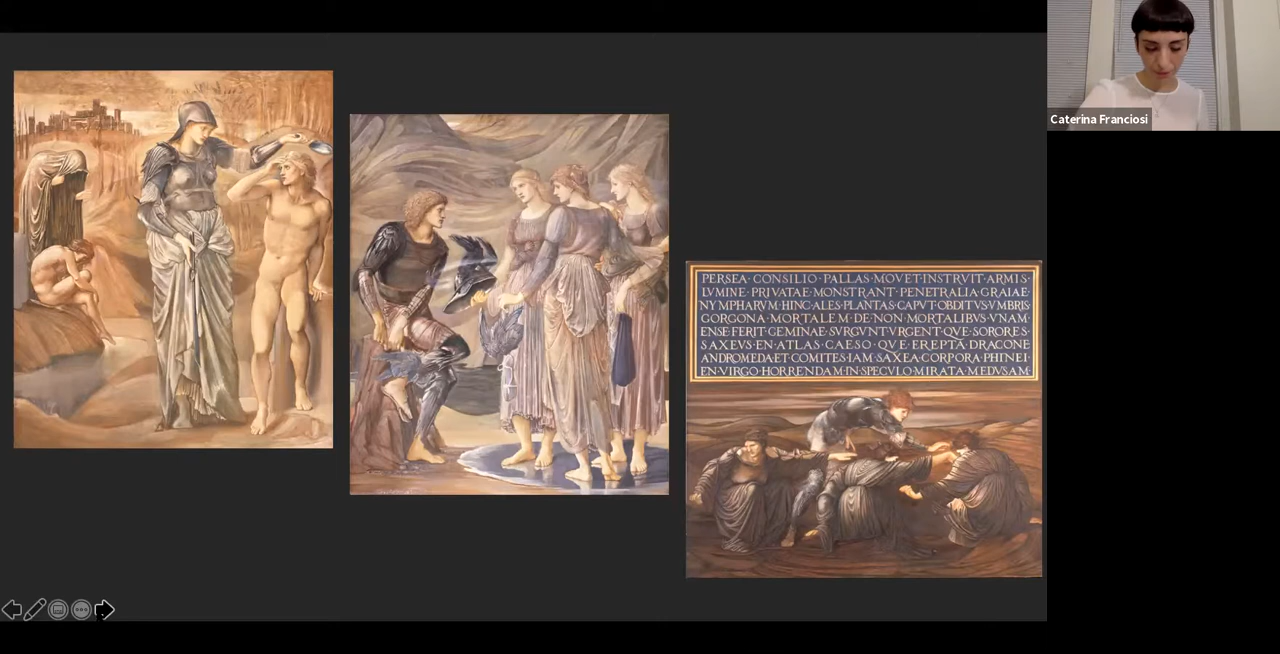 Caterina Franciosi
PERSEA·CONSILIO·PALLAS·MOVET·INSTRVIT·ARMIS
LVMINE·PRIVATAE·MONSTRANT·PENETRALIA·GRAIAE
NYMPHARVM·HINC·ALES·PLANTAS·CAPVT·OBDITVS·VMBRIS
GORGONA·MORTALEM·DE·NON·MORTALIBVS·VNAM
ENSE·FERIT·GEMINAE·SVRGVNT·VRGENT·QVE·SORORES·
SAXEVS·EN·ATLAS·CAESO·QVE·EREPTĀ·DRACONE
ANDROMEDA·ET·COMITES·IAM·SAXEA·CORPORA·PHINEI·
EN·VIRGO·HORRENDAM·IN·SPECVLO·MIRATA·MEDVSAM